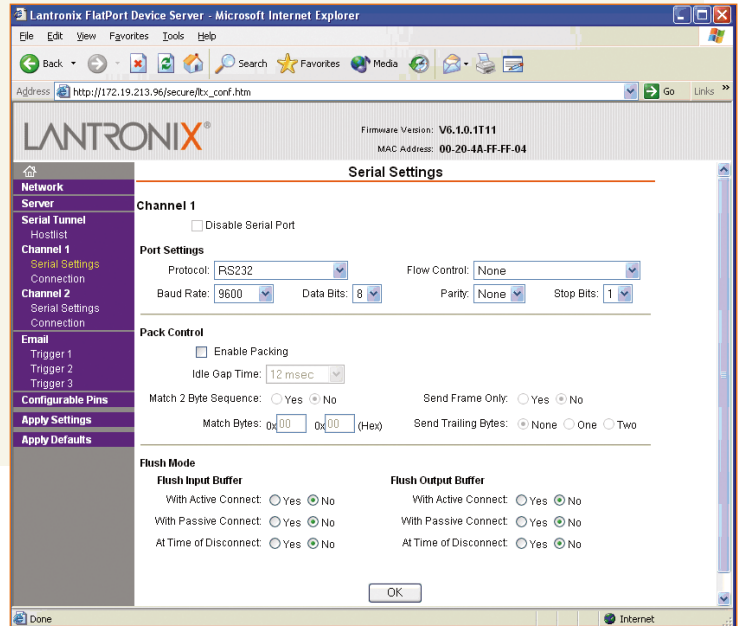 Lantronix FlatPort Device Server - Microsoft Internet Explorer
File Edit View Favorites Tools Help
Back Search Favorites Media
Address http://172.19.213.96/secure/ltx_conf.htm Go Links »
LANTRONIX®
Firmware Version: V6.1.0.1T11
MAC Address: 00-20-4A-FF-FF-04
Network
Server
Serial Tunnel
Hostlist
Channel 1
Serial Settings
Connection
Channel 2
Serial Settings
Connection
Email
Trigger 1
Trigger 2
Trigger 3
Configurable Pins
Apply Settings
Apply Defaults
Serial Settings
Channel 1
Disable Serial Port
Port Settings
Protocol: RS232 Flow Control: None
Baud Rate: 9600 Data Bits: 8 Parity: None Stop Bits: 1
Pack Control
Enable Packing
Idle Gap Time: 12 msec
Match 2 Byte Sequence: Yes No Send Frame Only: Yes No
Match Bytes: 0x00 0x00 (Hex) Send Trailing Bytes: None One Two
Flush Mode
Flush Input Buffer Flush Output Buffer
With Active Connect: Yes No With Active Connect: Yes No
With Passive Connect: Yes No With Passive Connect: Yes No
At Time of Disconnect: Yes No At Time of Disconnect: Yes No
OK
Done Internet